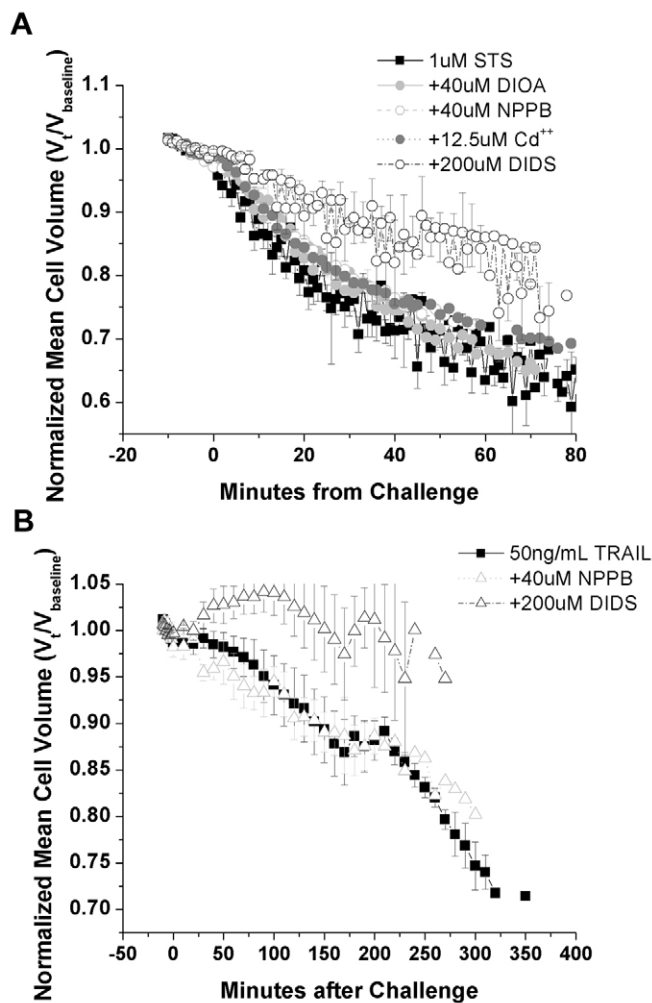 A
1uM STS
+40uM DIOA
+40uM NPPB
+12.5uM Cd++
+200uM DIDS
Normalized Mean Cell Volume (Vt/Vbaseline)
1.1
1.0
0.9
0.8
0.7
0.6
-20 0 20 40 60 80
Minutes from Challenge
B
50ng/mL TRAIL
+40uM NPPB
+200uM DIDS
Normalized Mean Cell Volume (Vt/Vbaseline)
1.05
1.00
0.95
0.90
0.85
0.80
0.75
0.70
-50 0 50 100 150 200 250 300 350 400
Minutes after Challenge